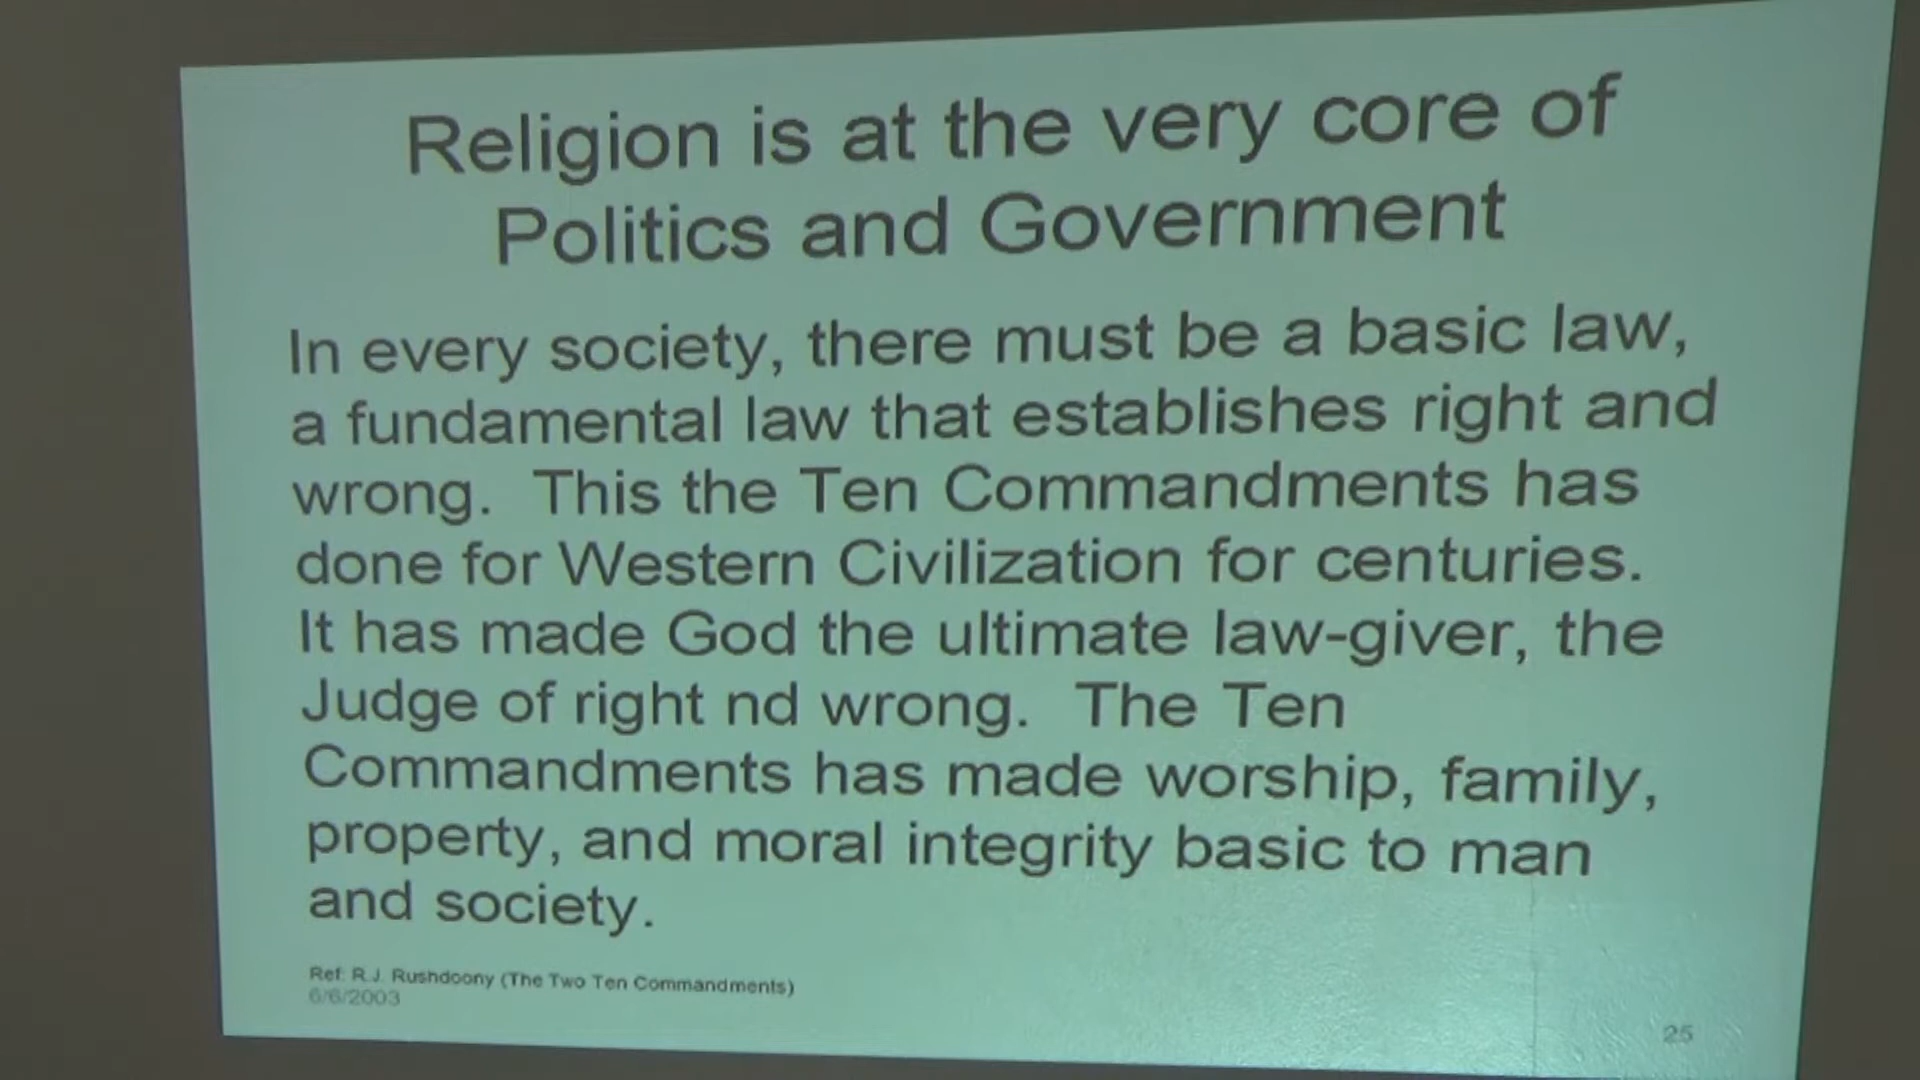 Religion is at the very core of
Politics and Government
In every society, there must be a basic law,
a fundamental law that establishes right and
wrong. This the Ten Commandments has
done for Western Civilization for centuries.
It has made God the ultimate law-giver, the
Judge of right nd wrong. The Ten
Commandments has made worship, family,
property, and moral integrity basic to man
and society.
Ref: R.J. Rushdoony (The Two Ten Commandments)
6/6/2003
25